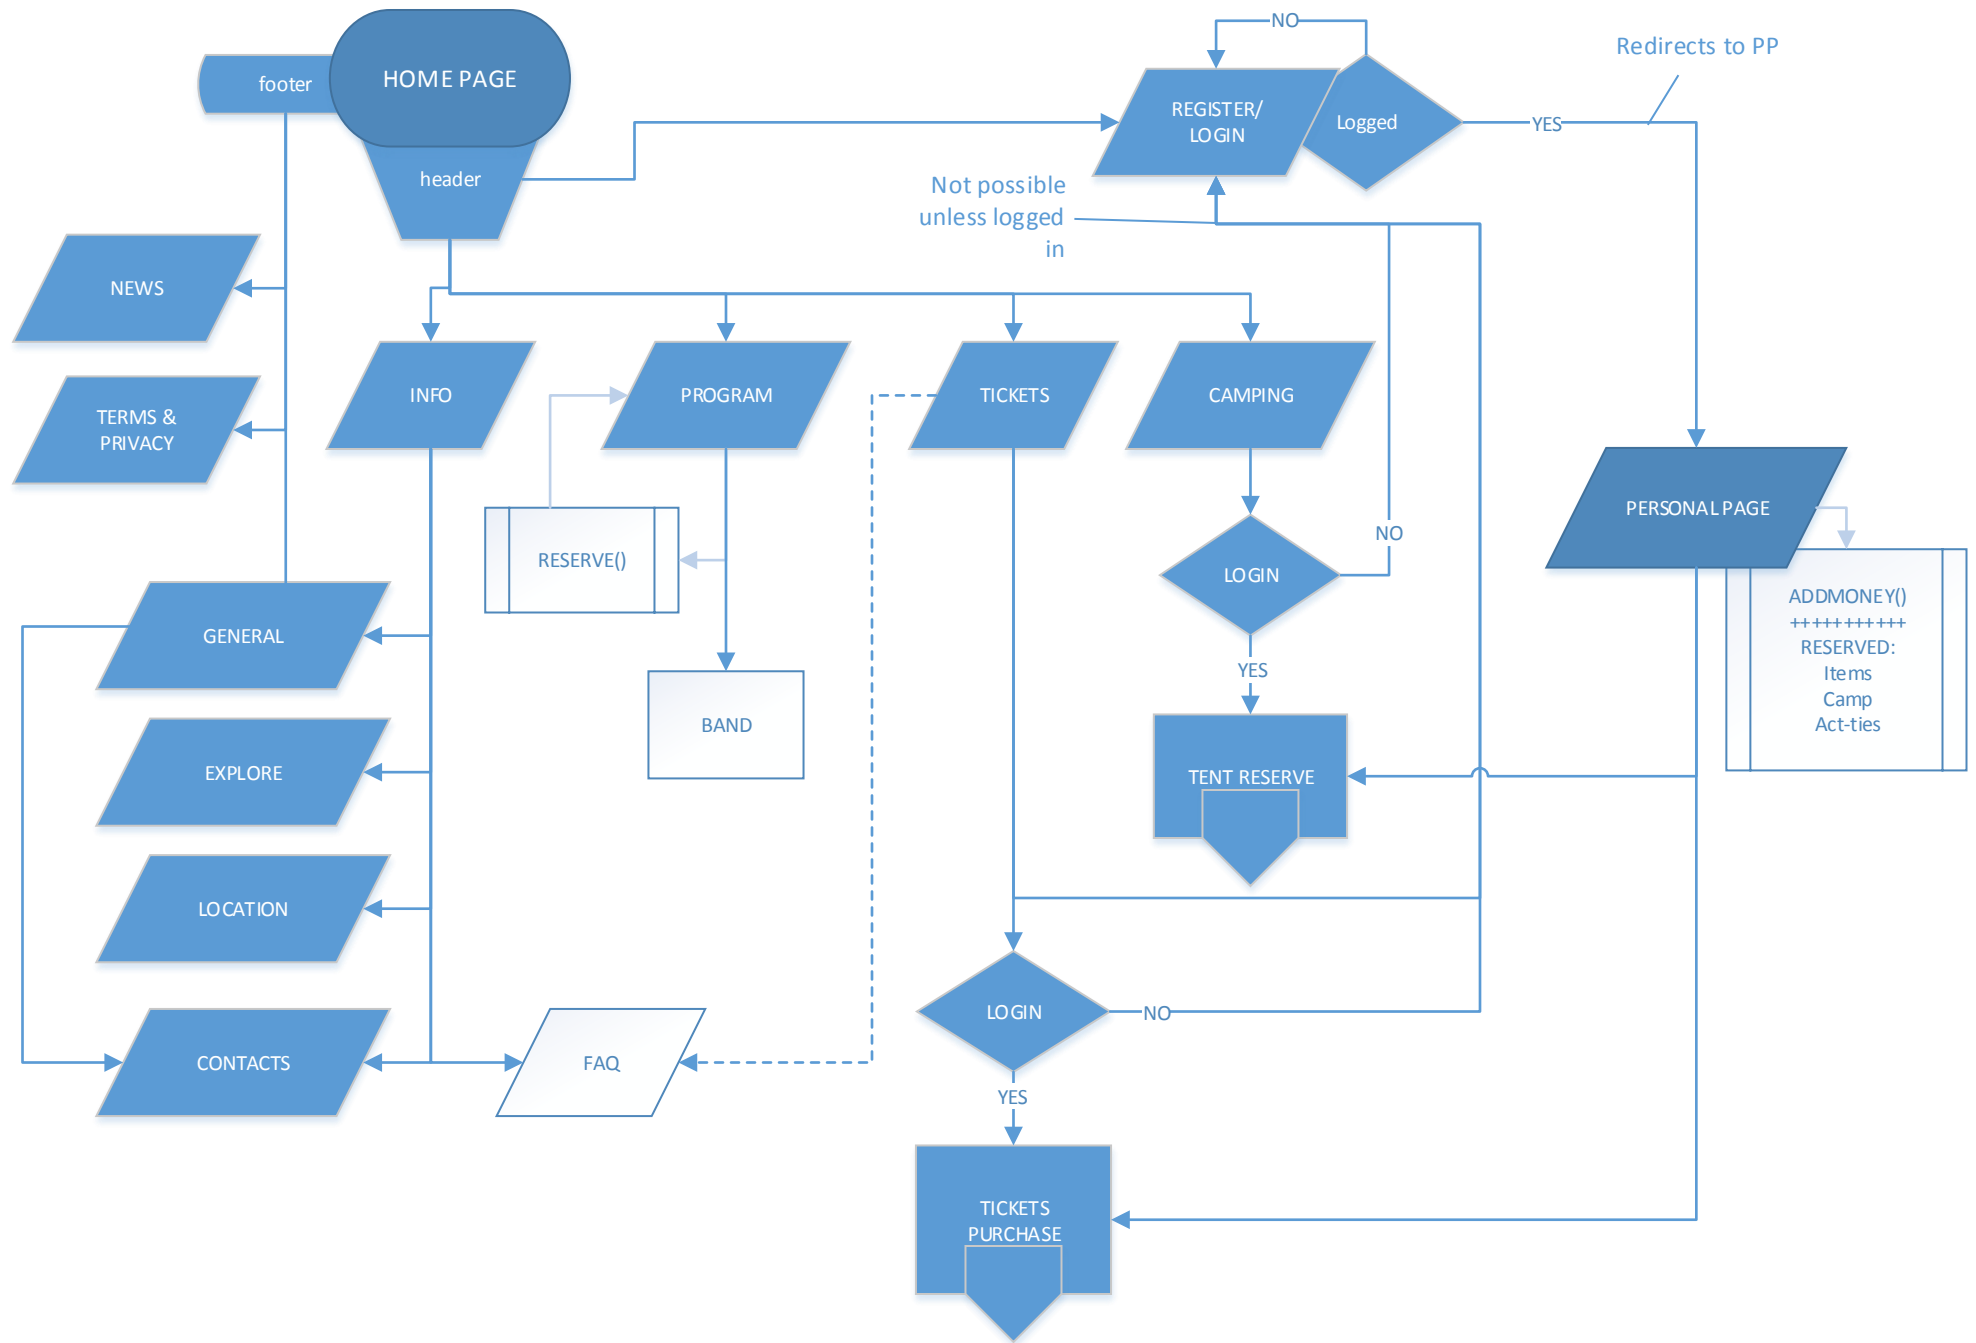 NO
Redirects to PP
footer
HOME PAGE
REGISTER/
LOGIN
Logged
YES
header
Not possible
unless logged
in
NEWS
INFO
PROGRAM
TICKETS
CAMPING
TERMS &
PRIVACY
PERSONAL PAGE
NO
RESERVE()
LOGIN
ADDMONEY()
+++++++++++
RESERVED:
Items
Camp
Act-ties
GENERAL
YES
BAND
EXPLORE
TENT RESERVE
LOCATION
LOGIN
NO
CONTACTS
FAQ
YES
TICKETS
PURCHASE